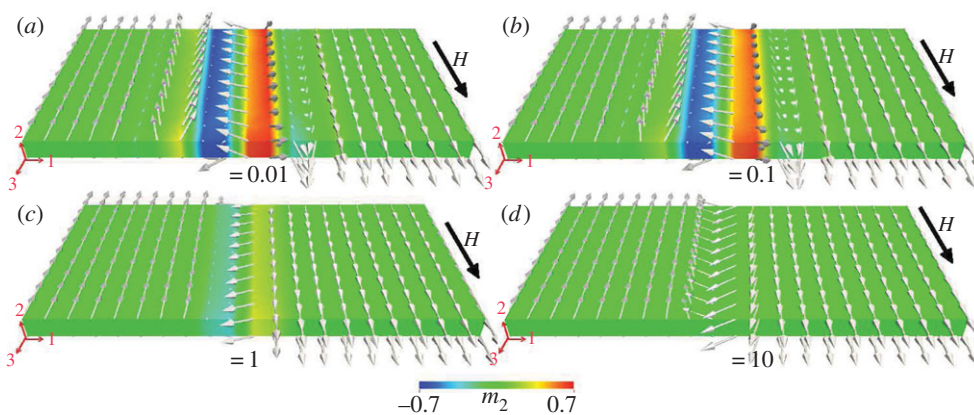 (a)
H
2
1
3
= 0.01
(b)
H
2
1
3
= 0.1
(c)
H
2
1
3
= 1
(d)
H
2
1
3
= 10
–0.7 m₂ 0.7